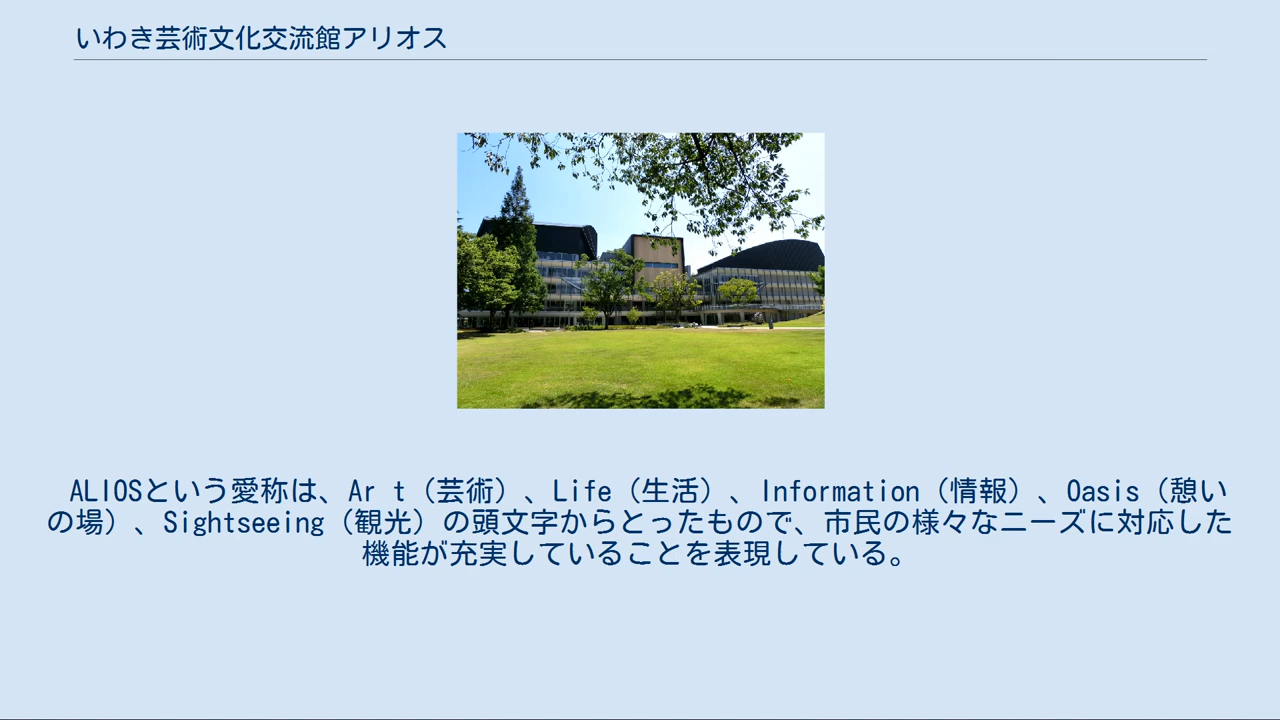 いわき芸術文化交流館アリオス
ALIOSという愛称は、Ar t（芸術）、Life（生活）、Information（情報）、Oasis（憩い
の場）、Sightseeing（観光）の頭文字からとったもので、市民の様々なニーズに対応した
機能が充実していることを表現している。